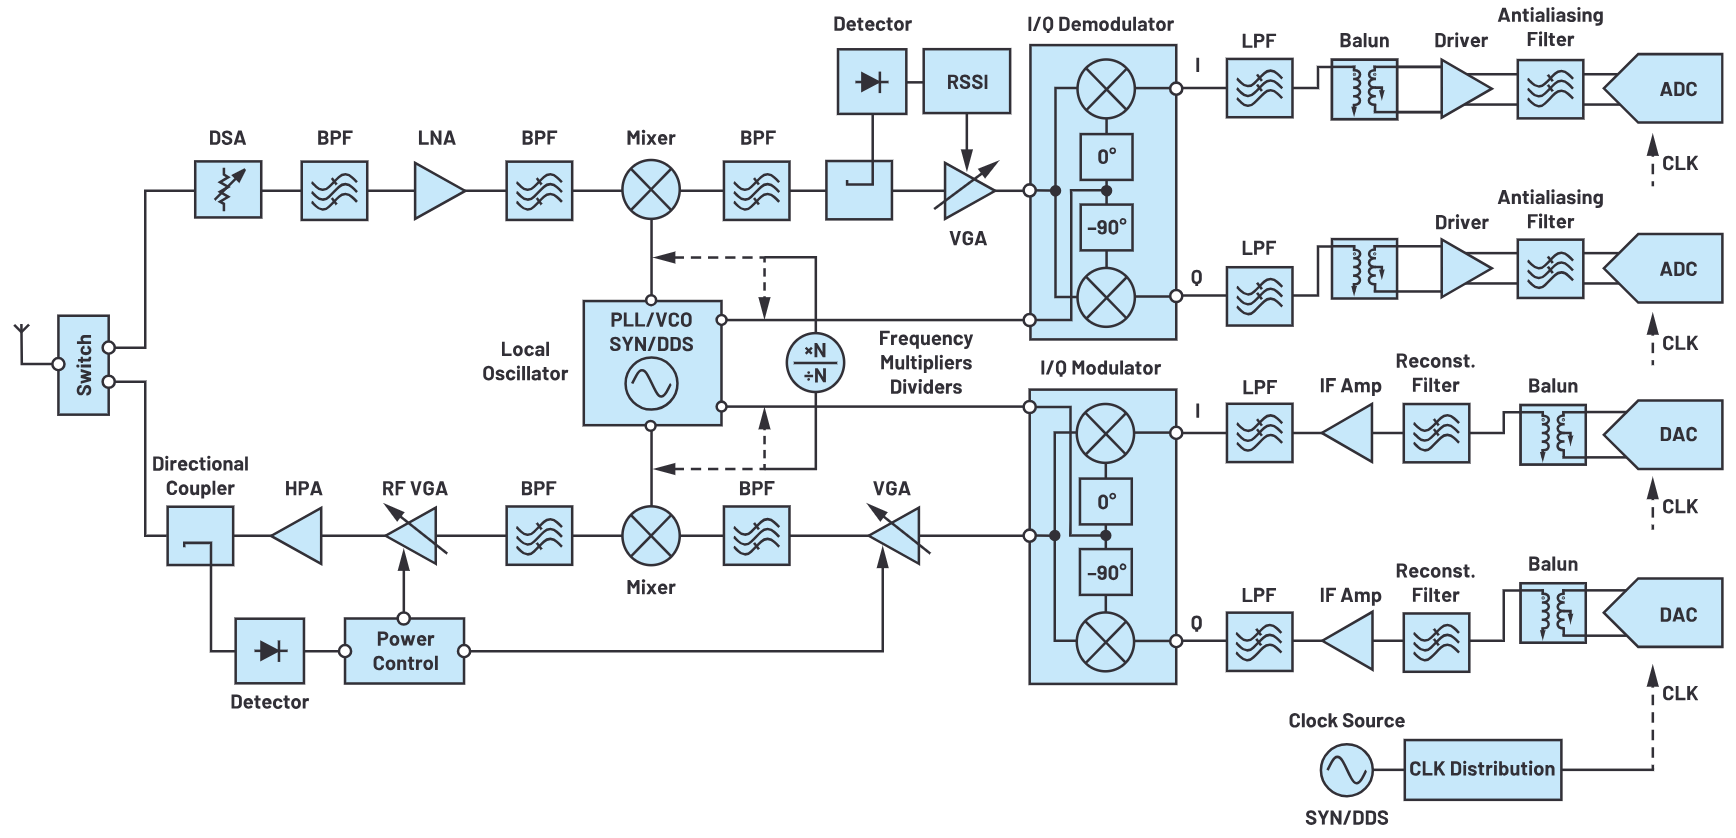 Detector
I/Q Demodulator
LPF
Balun
Driver
Antialiasing
Filter
RSSI
I
ADC
DSA
BPF
LNA
BPF
Mixer
BPF
0°
CLK
VGA
-90°
Q
LPF
Driver
Antialiasing
Filter
ADC
Switch
Local
Oscillator
PLL/VCO
SYN/DDS
×N
÷N
Frequency
Multipliers
Dividers
CLK
I/Q Modulator
I
LPF
IF Amp
Reconst.
Filter
Balun
DAC
Directional
Coupler
HPA
RF VGA
BPF
Mixer
BPF
VGA
0°
CLK
-90°
Q
LPF
IF Amp
Reconst.
Filter
Balun
DAC
Detector
Power
Control
CLK
Clock Source
CLK Distribution
SYN/DDS